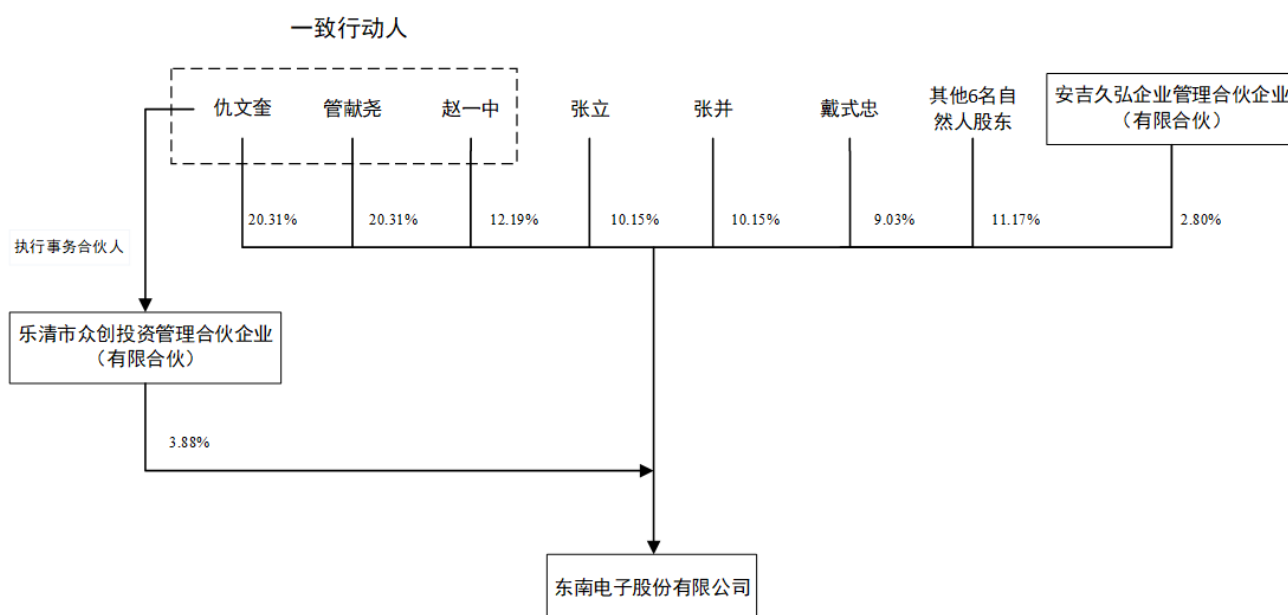 一致行动人
仇文奎
管献尧
赵一中
张立
张并
戴式忠
其他6名自
然人股东
安吉久弘企业管理合伙企业
（有限合伙）
20.31%
20.31%
12.19%
10.15%
10.15%
9.03%
11.17%
2.80%
执行事务合伙人
乐清市众创投资管理合伙企业
（有限合伙）
3.88%
东南电子股份有限公司